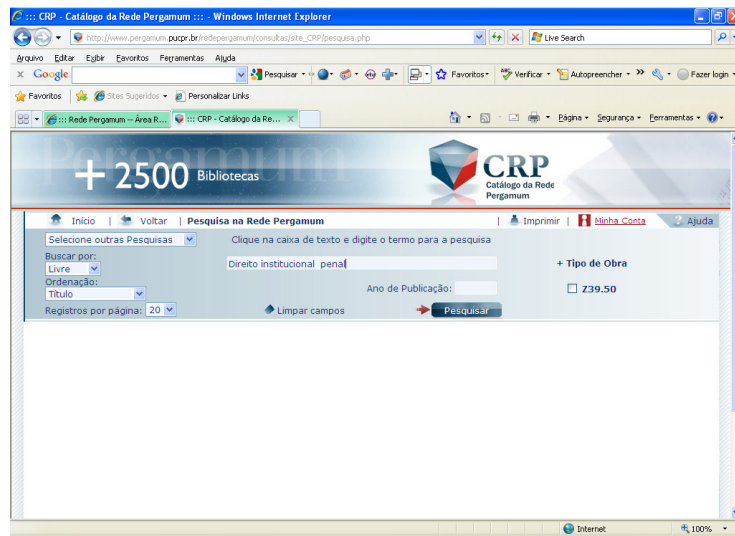 ::: CRP - Catálogo da Rede Pergamum ::: - Windows Internet Explorer
http://www.pergamum.pucpr.br/redepergamum/consultas/site_CRP/pesquisa.php
Live Search
Arquivo Editar Exibir Favoritos Ferramentas Ajuda
x Google Pesquisar Favoritos Verificar Autopreencher Fazer login
Favoritos Sites Sugeridos Personalizar Links
::: Rede Pergamum -- Área R... ::: CRP - Catálogo da Re... X Página Segurança Ferramentas
Pergamum
+ 2500 Bibliotecas
CRP
Catálogo da Rede
Pergamum
Início | Voltar | Pesquisa na Rede Pergamum | Imprimir | Minha Conta Ajuda
Selecione outras Pesquisas Clique na caixa de texto e digite o termo para a pesquisa
Buscar por:
Livre Direito institucional penal + Tipo de Obra
Ordenação:
Título Ano de Publicação: Z39.50
Registros por página: 20 Limpar campos Pesquisar
Internet 100%